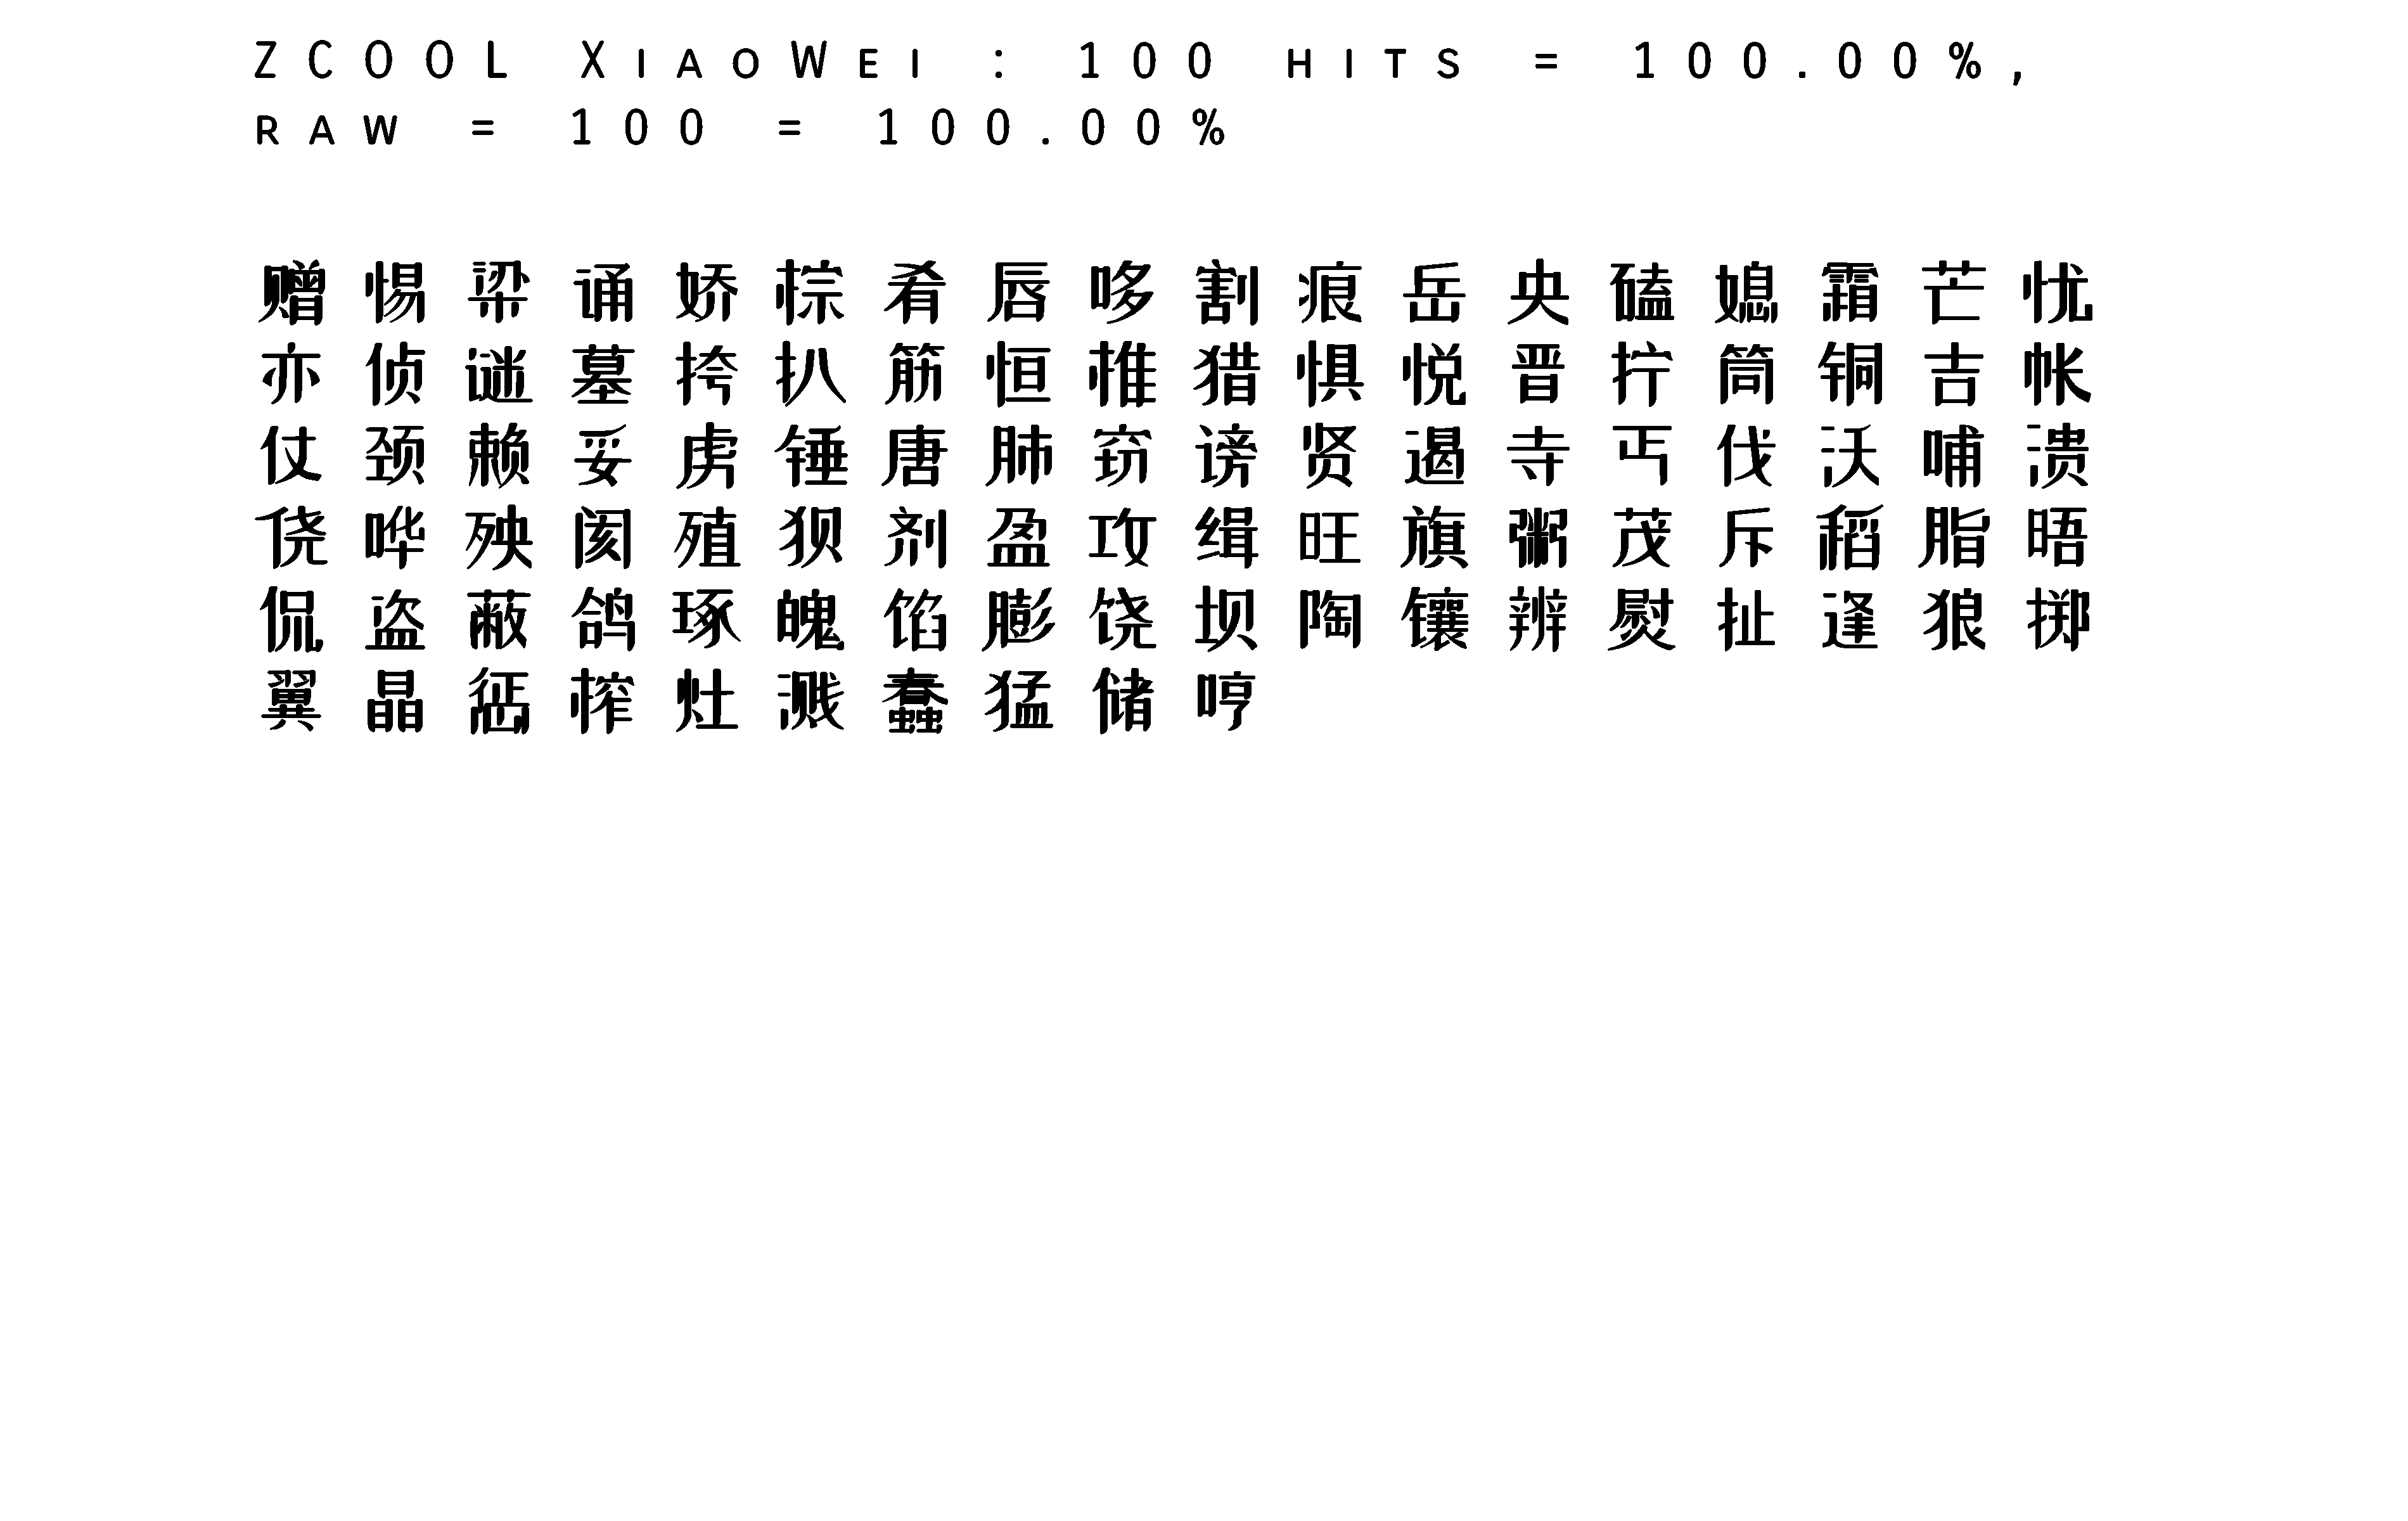 ZCOOL XiaoWei : 100 hits = 100.00%,
raw = 100 = 100.00%
赠惕梁诵娇棕肴唇哆割痕岳央磕媳霜芒忧
亦侦谜墓挎扒筋恒椎猎惧悦晋拧筒铜吉帐
仗颈赖妥虏锤唐肺窃谤贤遏寺丐伐沃哺溃
侥哗殃阂殖狈剂盈攻缉旺旗粥茂斥稻脂晤
侃盗蔽鸽琢魄馅膨饶坝陶镶辨熨扯逢狼掷
翼晶惩榨灶溅蠢猛储哼